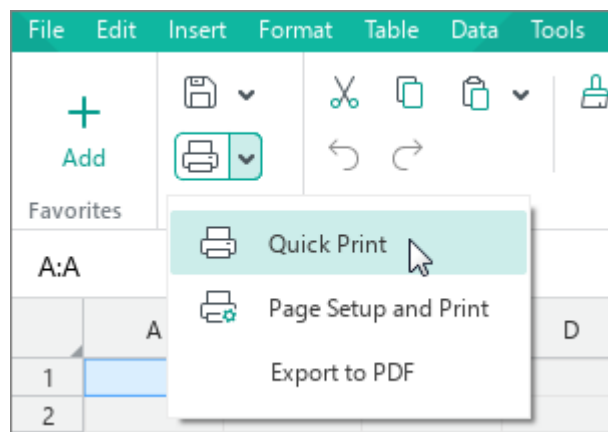 File Edit Insert Format Table Data Tools
Add
Favorites
Quick Print
A:A
Page Setup and Print
A D
Export to PDF
1
2